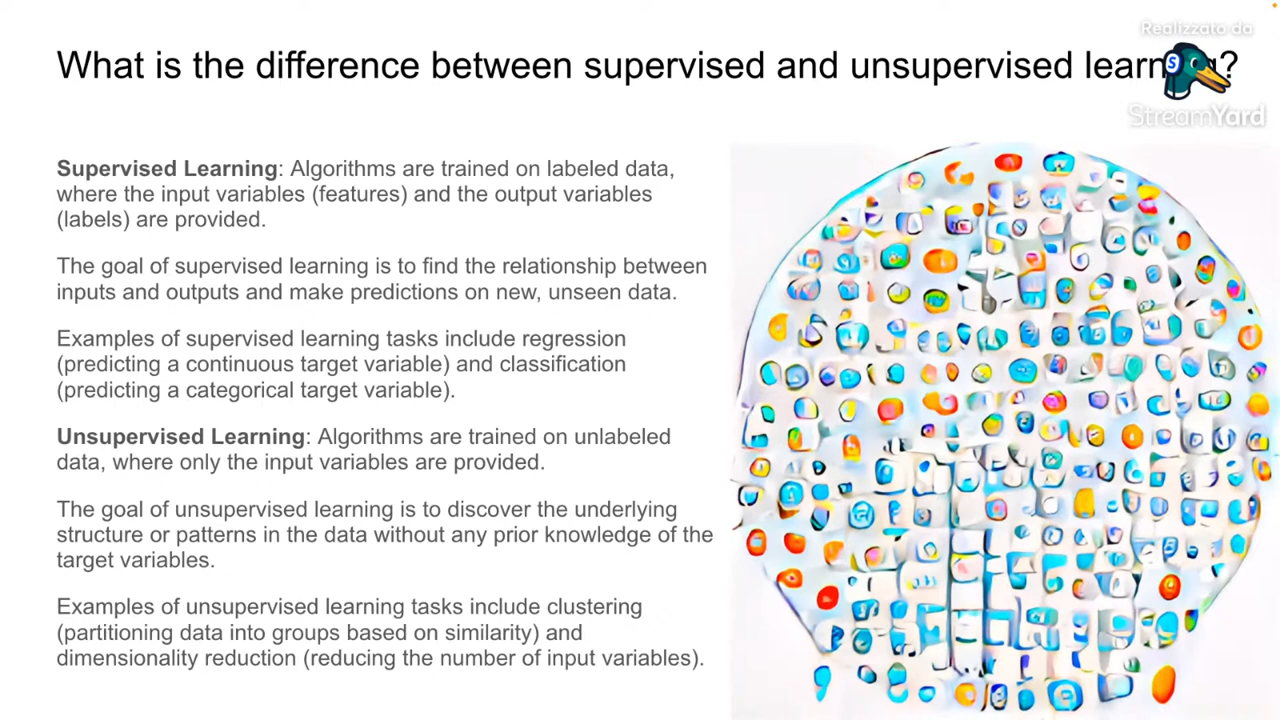 Realizzato da
What is the difference between supervised and unsupervised learning?
StreamYard
Supervised Learning: Algorithms are trained on labeled data,
where the input variables (features) and the output variables
(labels) are provided.
The goal of supervised learning is to find the relationship between
inputs and outputs and make predictions on new, unseen data.
Examples of supervised learning tasks include regression
(predicting a continuous target variable) and classification
(predicting a categorical target variable).
Unsupervised Learning: Algorithms are trained on unlabeled
data, where only the input variables are provided.
The goal of unsupervised learning is to discover the underlying
structure or patterns in the data without any prior knowledge of the
target variables.
Examples of unsupervised learning tasks include clustering
(partitioning data into groups based on similarity) and
dimensionality reduction (reducing the number of input variables).